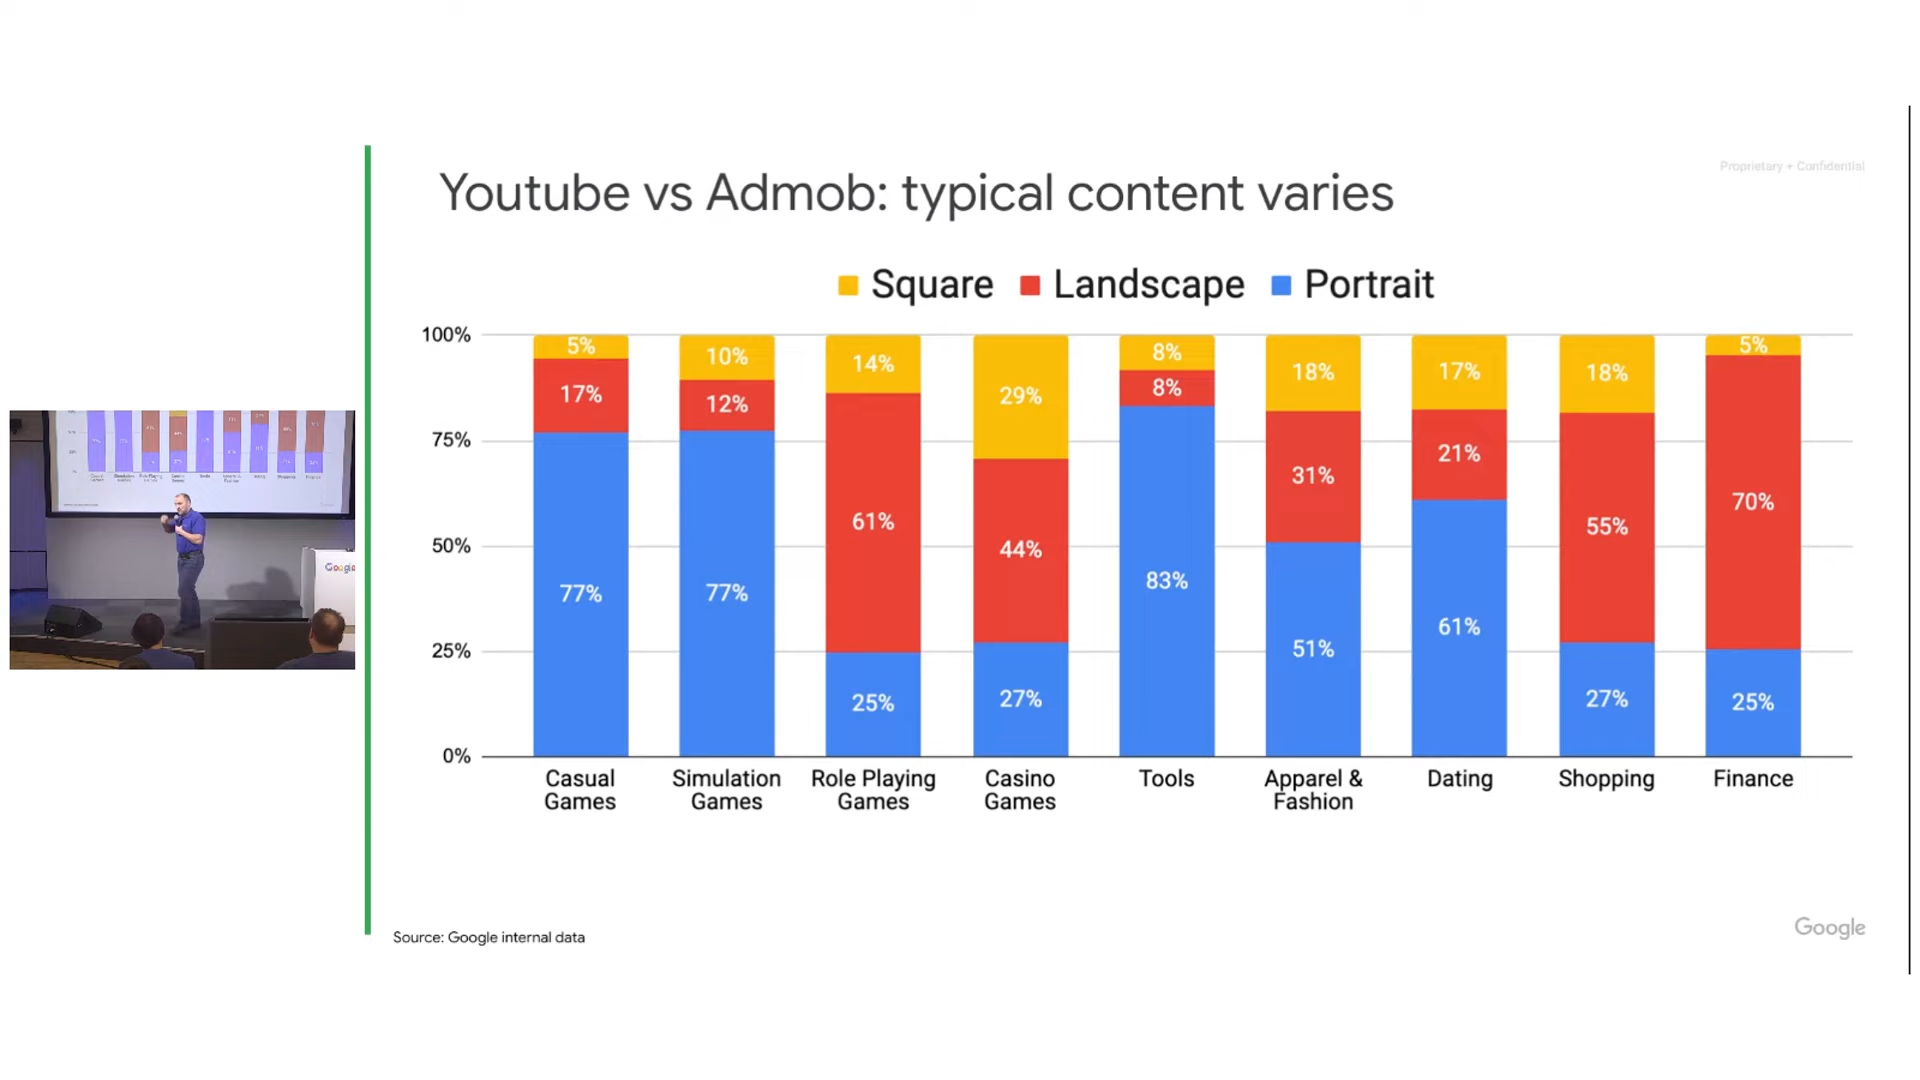 Proprietary + Confidential
Youtube vs Admob: typical content varies
Square Landscape Portrait
100%
75%
50%
25%
0%
5% 10% 14% 29% 8% 18% 17% 18% 5%
17% 12% 61% 44% 8% 31% 21% 55% 70%
77% 77% 25% 27% 83% 51% 61% 27% 25%
Casual Simulation Role Playing Casino Tools Apparel & Dating Shopping Finance
Games Games Games Games Fashion
Google
Source: Google internal data
Google